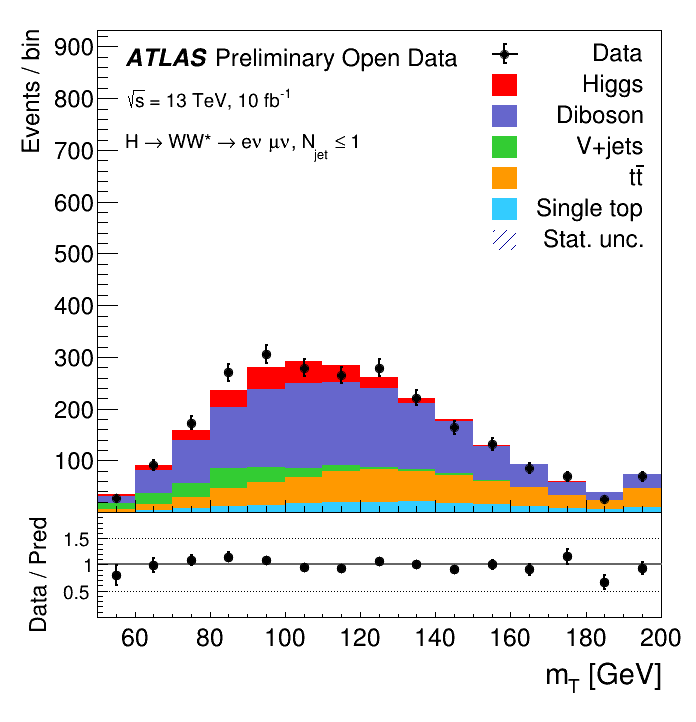 Events / bin
900
800
700
600
500
400
300
200
100
ATLAS Preliminary Open Data
√s = 13 TeV, 10 fb⁻¹
H → WW* → eν μν, N_jet ≤ 1
Data
Higgs
Diboson
V+jets
tt̄
Single top
Stat. unc.
Data / Pred
1.5
1
0.5
60 80 100 120 140 160 180 200
m_T [GeV]